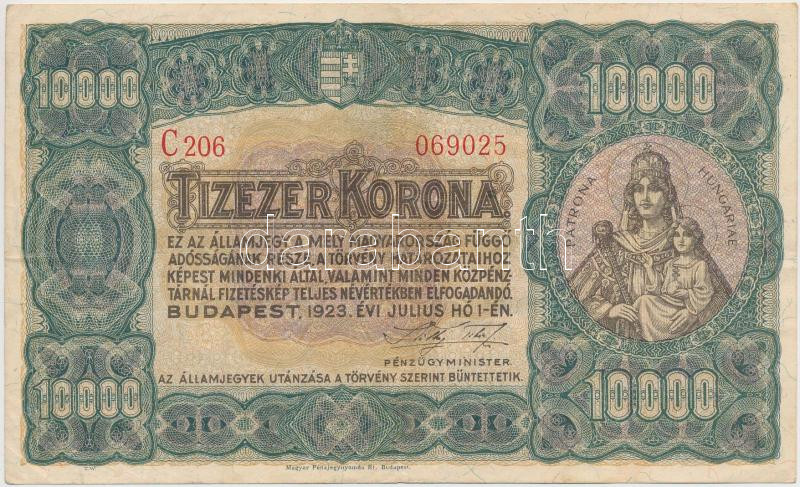 10000
10000
C 206
069025
TIZEZER KORONA.
EZ AZ ÁLLAMJEGY A MELY MAGYARORSZÁG FÜGGŐ
ADÓSSÁGÁNAK RÉSZE, A TÖRVÉNY HATÁROZATAIHOZ
KÉPEST MINDENKI ÁLTAL, VALAMINT MINDEN KÖZPÉNZ
TÁRNÁL FIZETÉSKÉP TELJES NÉVÉRTÉKBEN ELFOGADANDÓ.
BUDAPEST, 1923. ÉVI JULIUS HÓ 1-ÉN.
PÉNZÜGYMINISTER.
AZ ÁLLAMJEGYEK UTÁNZÁSA A TÖRVÉNY SZERINT BÜNTETTETIK.
PATRONA HUNGARIAE
10000
10000
Magyar Pénzjegynyomda Rt. Budapest.